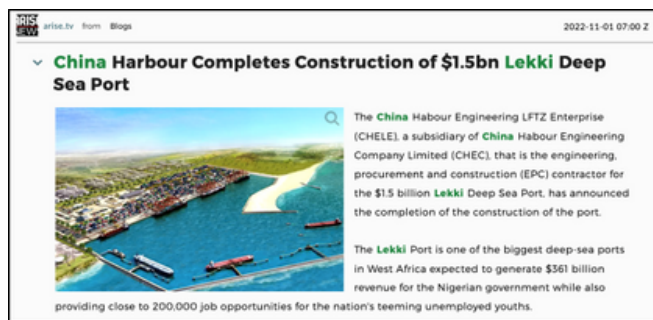 ARISE NEWS
arise.tv from Blogs
2022-11-01 07:00 Z
China Harbour Completes Construction of $1.5bn Lekki Deep
Sea Port
The China Habour Engineering LFTZ Enterprise
(CHELE), a subsidiary of China Habour Engineering
Company Limited (CHEC), that is the engineering,
procurement and construction (EPC) contractor for
the $1.5 billion Lekki Deep Sea Port, has announced
the completion of the construction of the port.
The Lekki Port is one of the biggest deep-sea ports
in West Africa expected to generate $361 billion
revenue for the Nigerian government while also
providing close to 200,000 job opportunities for the nation's teeming unemployed youths.